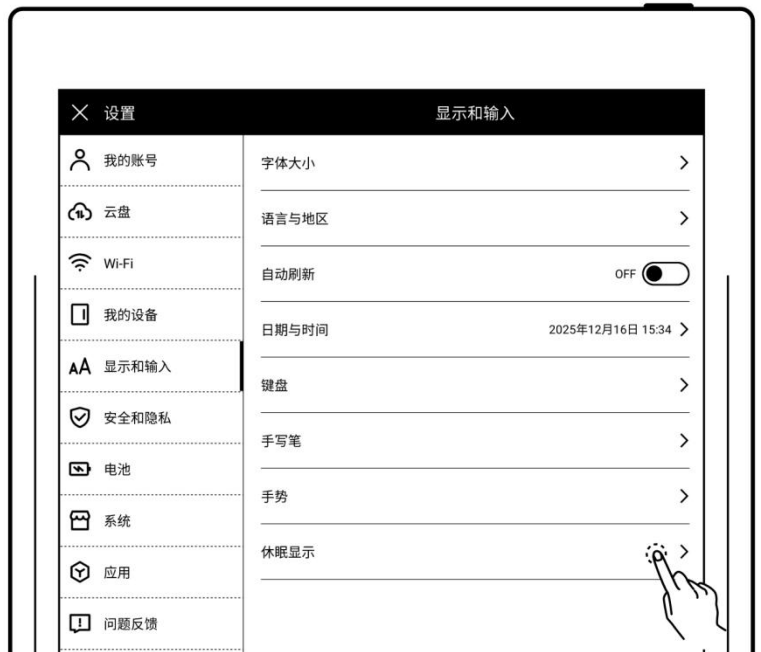 设置
显示和输入
我的账号
云盘
Wi-Fi
我的设备
AA 显示和输入
安全和隐私
电池
系统
应用
问题反馈
字体大小
语言与地区
自动刷新 OFF
日期与时间 2025年12月16日 15:34
键盘
手写笔
手势
休眠显示